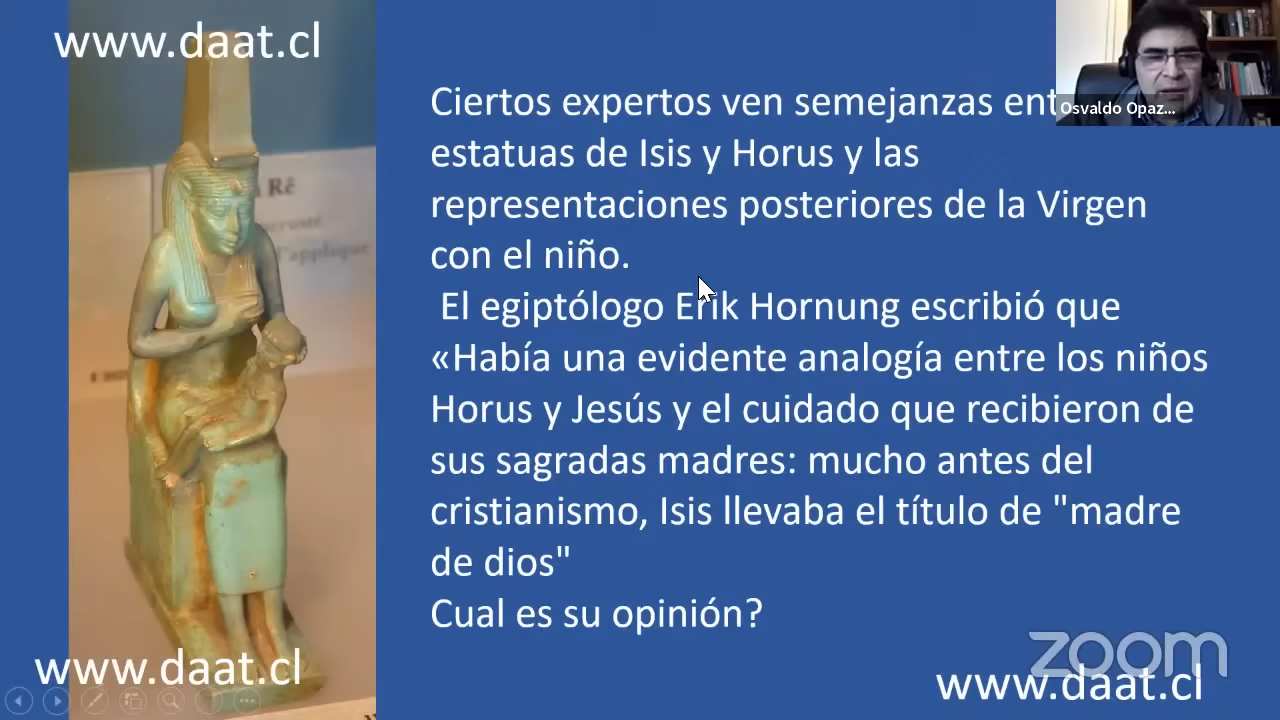 www.daat.cl
Osvaldo Opaz...
Ciertos expertos ven semejanzas ent
estatuas de Isis y Horus y las
representaciones posteriores de la Virgen
con el niño.
El egiptólogo Erik Hornung escribió que
«Había una evidente analogía entre los niños
Horus y Jesús y el cuidado que recibieron de
sus sagradas madres: mucho antes del
cristianismo, Isis llevaba el título de "madre
de dios"
Cual es su opinión?
Rê
l'applique
zoom
www.daat.cl
www.daat.cl